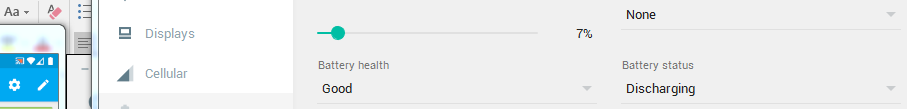 Aa
None
Displays
7%
Battery health
Battery status
Cellular
Good
Discharging